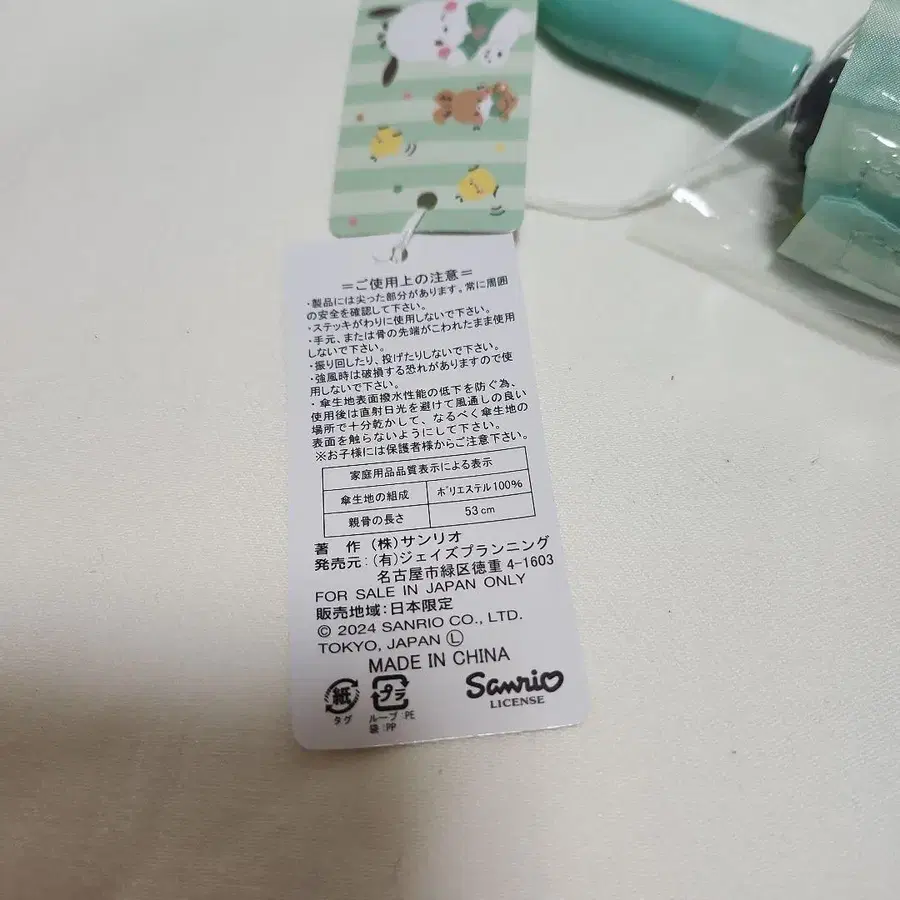 =ご使用上の注意=
・製品には尖った部分があります。常に周囲
の安全を確認して下さい。
・ステッキがわりに使用しないで下さい。
・手元、または骨の先端がこわれたまま使用
しないで下さい。
・振り回したり、投げたりしないで下さい。
・強風時は破損する恐れがありますので使
用しないで下さい。
・傘生地表面撥水性能の低下を防ぐ為、
使用後は直射日光を避けて風通しの良い
場所で十分乾かして、なるべく傘生地の
表面を触らないようにして下さい。
※お子様には保護者様からご注意下さい。
家庭用品品質表示による表示
傘生地の組成 ポリエステル100%
親骨の長さ 53cm
著 作 (株)サンリオ
発売元:(有)ジェイズプランニング
名古屋市緑区徳重 4-1603
FOR SALE IN JAPAN ONLY
販売地域:日本限定
© 2024 SANRIO CO., LTD.
TOKYO, JAPAN Ⓛ
MADE IN CHINA
紙 プラ Sanrio
タグ ループ:PE LICENSE
袋:PP